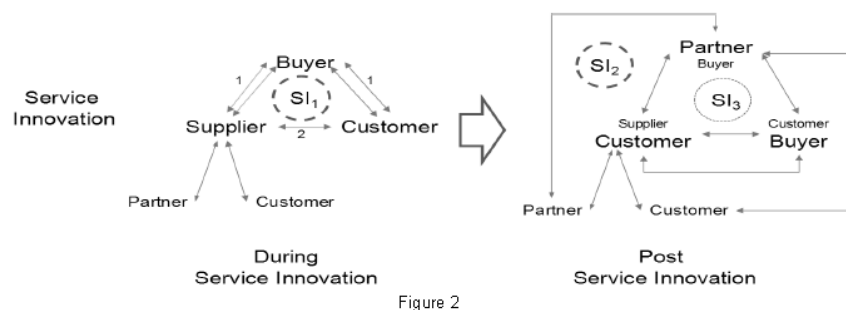 Service
Innovation
Buyer
1
1
SI1
Supplier
2
Customer
Partner
Customer
During
Service Innovation
Partner
Buyer
SI2
SI3
Supplier
Customer
Customer
Buyer
Partner
Customer
Post
Service Innovation
Figure 2